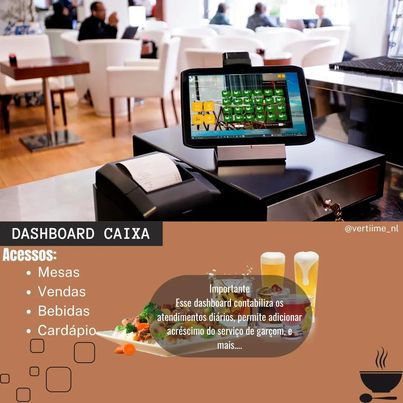 DASHBOARD CAIXA
@vertiime_nl
Acessos:
Mesas
Vendas
Bebidas
Cardápio
Importante
Esse dashboard contabiliza os
atendimentos diários, permite adicionar
acréscimo do serviço de garçom, e
mais....